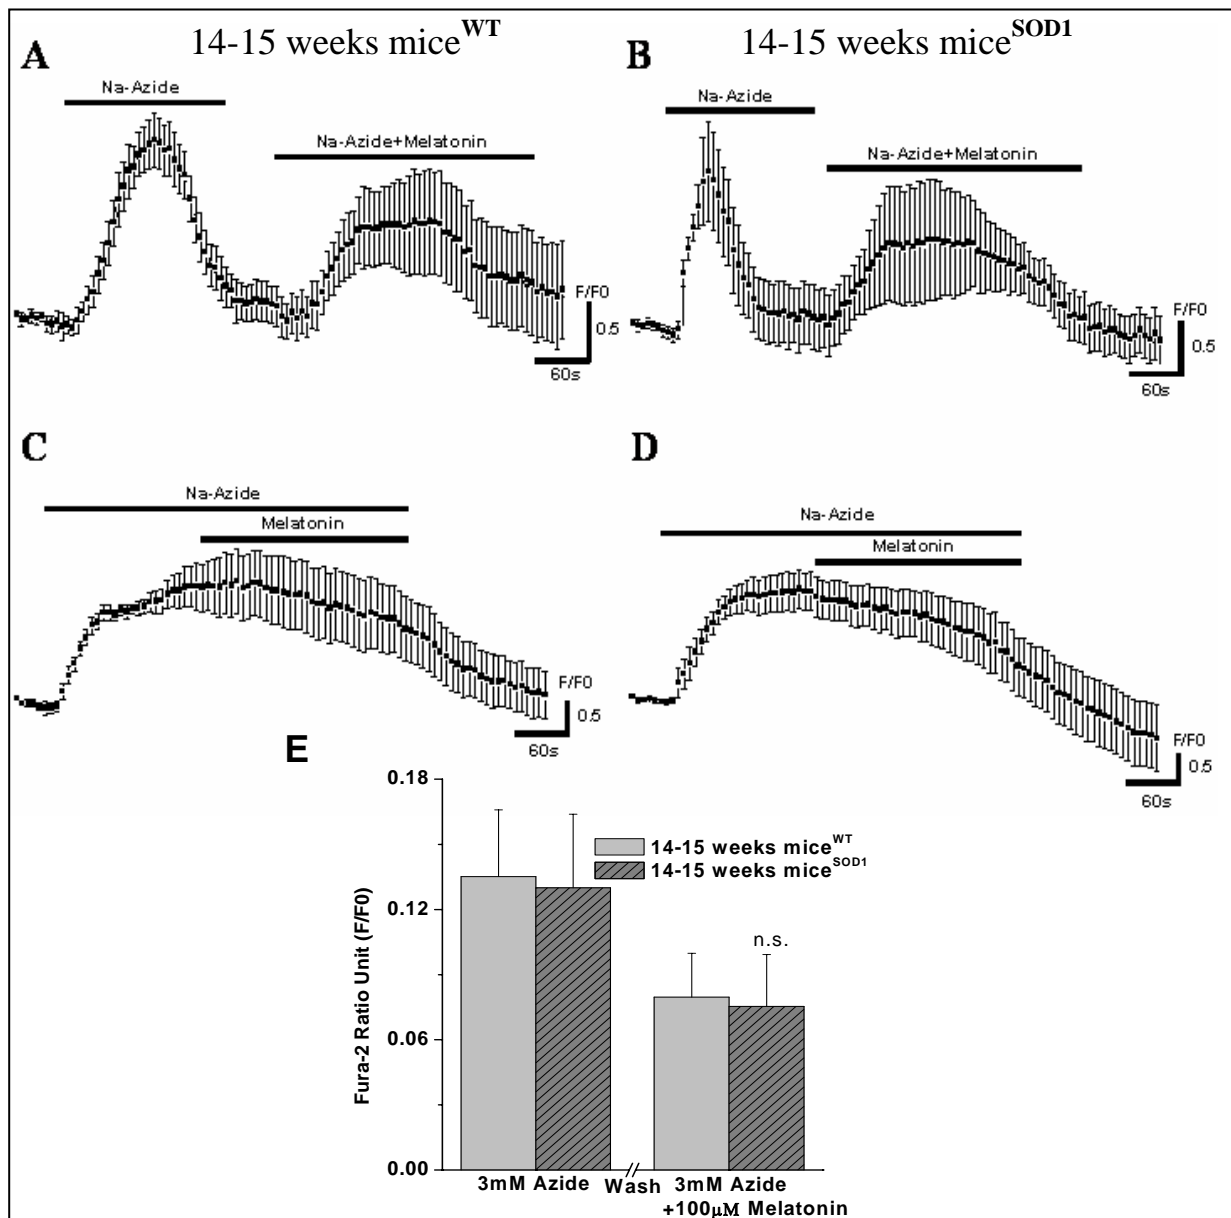 14-15 weeks mice^WT
14-15 weeks mice^SOD1
A
B
Na-Azide
Na-Azide
Na-Azide+Melatonin
Na-Azide+Melatonin
F/F0
0.5
60s
F/F0
0.5
60s
C
D
Na-Azide
Melatonin
Na-Azide
Melatonin
F/F0
0.5
60s
F/F0
0.5
60s
E
0.18
0.12
0.06
0.00
Fura-2 Ratio Unit (F/F0)
14-15 weeks mice^WT
14-15 weeks mice^SOD1
n.s.
3mM Azide Wash 3mM Azide
+100μM Melatonin